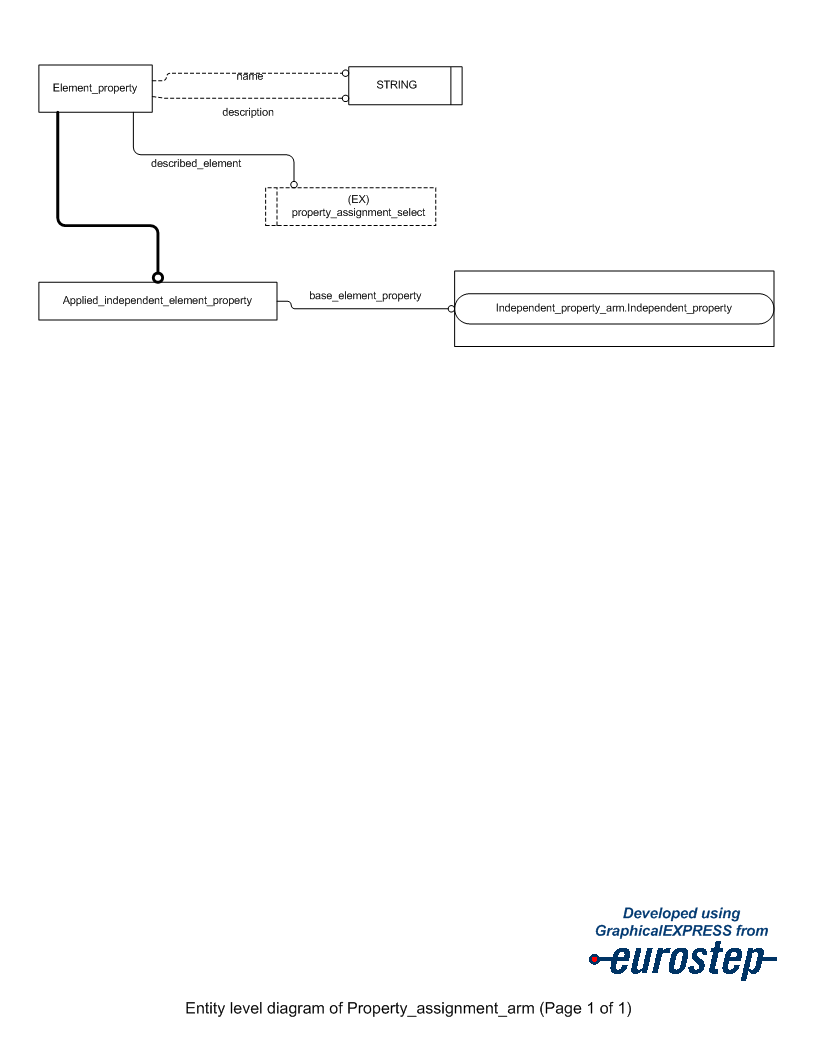 Element_property
name
STRING
description
described_element
(EX)
property_assignment_select
Applied_independent_element_property
base_element_property
Independent_property_arm.Independent_property
Developed using
GraphicalEXPRESS from
eurostep
Entity level diagram of Property_assignment_arm (Page 1 of 1)